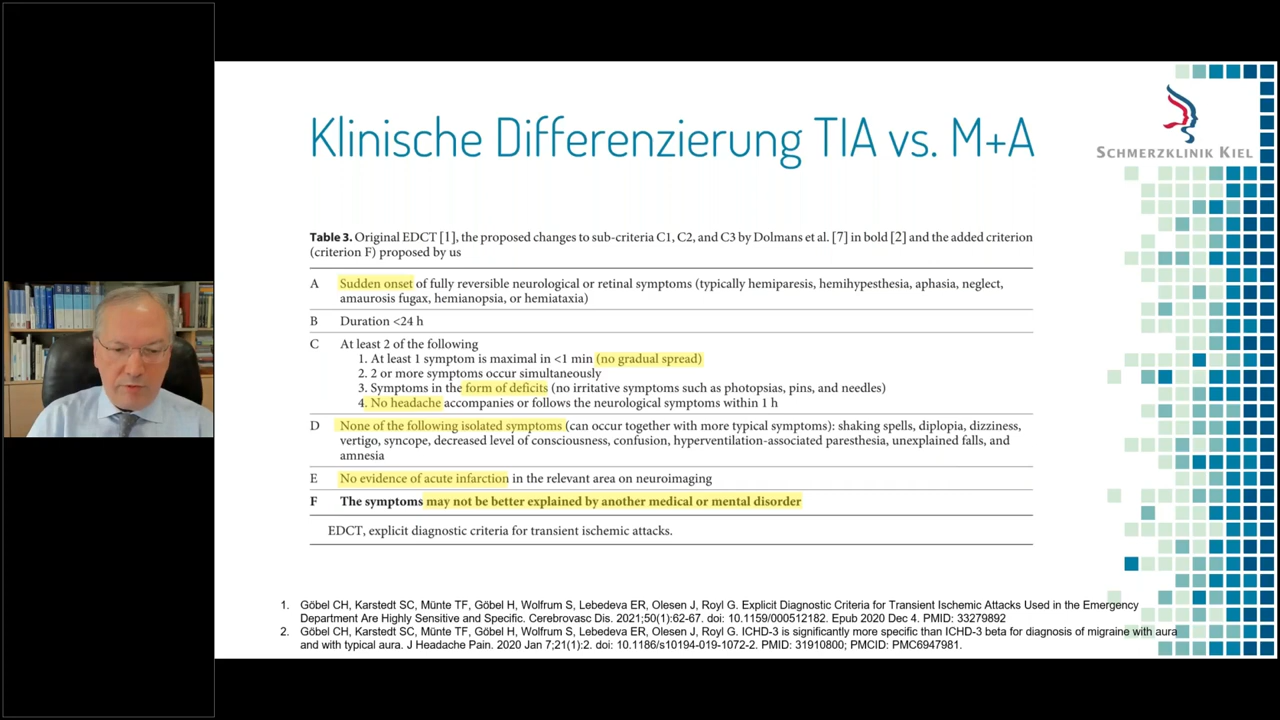 Klinische Differenzierung TIA vs. M+A
SCHMERZKLINIK KIEL
Table 3. Original EDCT [1], the proposed changes to sub-criteria C1, C2, and C3 by Dolmans et al. [7] in bold [2] and the added criterion
(criterion F) proposed by us
A Sudden onset of fully reversible neurological or retinal symptoms (typically hemiparesis, hemihypesthesia, aphasia, neglect,
amaurosis fugax, hemianopsia, or hemiataxia)
B Duration <24 h
C At least 2 of the following
1. At least 1 symptom is maximal in <1 min (no gradual spread)
2. 2 or more symptoms occur simultaneously
3. Symptoms in the form of deficits (no irritative symptoms such as photopsias, pins, and needles)
4. No headache accompanies or follows the neurological symptoms within 1 h
D None of the following isolated symptoms (can occur together with more typical symptoms): shaking spells, diplopia, dizziness,
vertigo, syncope, decreased level of consciousness, confusion, hyperventilation-associated paresthesia, unexplained falls, and
amnesia
E No evidence of acute infarction in the relevant area on neuroimaging
F The symptoms may not be better explained by another medical or mental disorder
EDCT, explicit diagnostic criteria for transient ischemic attacks.
1. Göbel CH, Karstedt SC, Münte TF, Göbel H, Wolfrum S, Lebedeva ER, Olesen J, Royl G. Explicit Diagnostic Criteria for Transient Ischemic Attacks Used in the Emergency
Department Are Highly Sensitive and Specific. Cerebrovasc Dis. 2021;50(1):62-67. doi: 10.1159/000512182. Epub 2020 Dec 4. PMID: 33279892
2. Göbel CH, Karstedt SC, Münte TF, Göbel H, Wolfrum S, Lebedeva ER, Olesen J, Royl G. ICHD-3 is significantly more specific than ICHD-3 beta for diagnosis of migraine with aura
and with typical aura. J Headache Pain. 2020 Jan 7;21(1):2. doi: 10.1186/s10194-019-1072-2. PMID: 31910800; PMCID: PMC6947981.